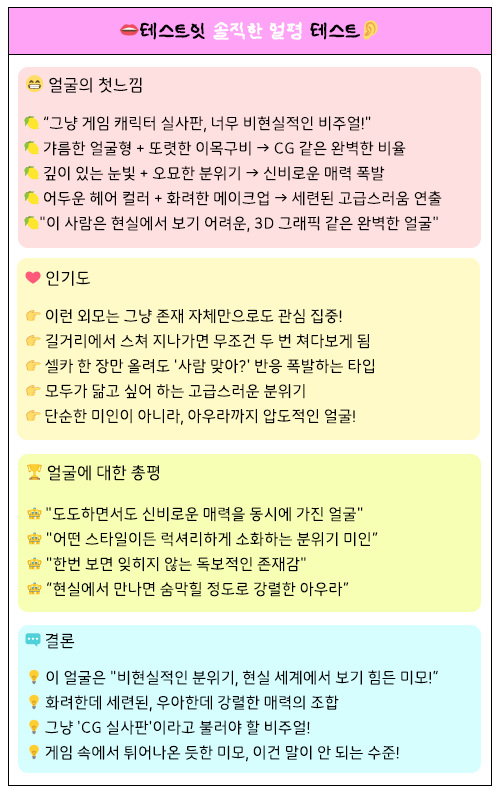 테스트힛 솔직한 얼평 테스트
얼굴의 첫느낌
“그냥 게임 캐릭터 실사판, 너무 비현실적인 비주얼!"
갸름한 얼굴형 + 또렷한 이목구비 → CG 같은 완벽한 비율
깊이 있는 눈빛 + 오묘한 분위기 → 신비로운 매력 폭발
어두운 헤어 컬러 + 화려한 메이크업 → 세련된 고급스러움 연출
"이 사람은 현실에서 보기 어려운, 3D 그래픽 같은 완벽한 얼굴"
인기도
이런 외모는 그냥 존재 자체만으로도 관심 집중!
길거리에서 스쳐 지나가면 무조건 두 번 쳐다보게 됨
셀카 한 장만 올려도 '사람 맞아?' 반응 폭발하는 타입
모두가 닮고 싶어 하는 고급스러운 분위기
단순한 미인이 아니라, 아우라까지 압도적인 얼굴!
얼굴에 대한 총평
"도도하면서도 신비로운 매력을 동시에 가진 얼굴"
"어떤 스타일이든 럭셔리하게 소화하는 분위기 미인”
"한번 보면 잊히지 않는 독보적인 존재감"
“현실에서 만나면 숨막힐 정도로 강렬한 아우라”
결론
이 얼굴은 "비현실적인 분위기, 현실 세계에서 보기 힘든 미모!”
화려한데 세련된, 우아한데 강렬한 매력의 조합
그냥 'CG 실사판'이라고 불러야 할 비주얼!
게임 속에서 튀어나온 듯한 미모, 이건 말이 안 되는 수준!